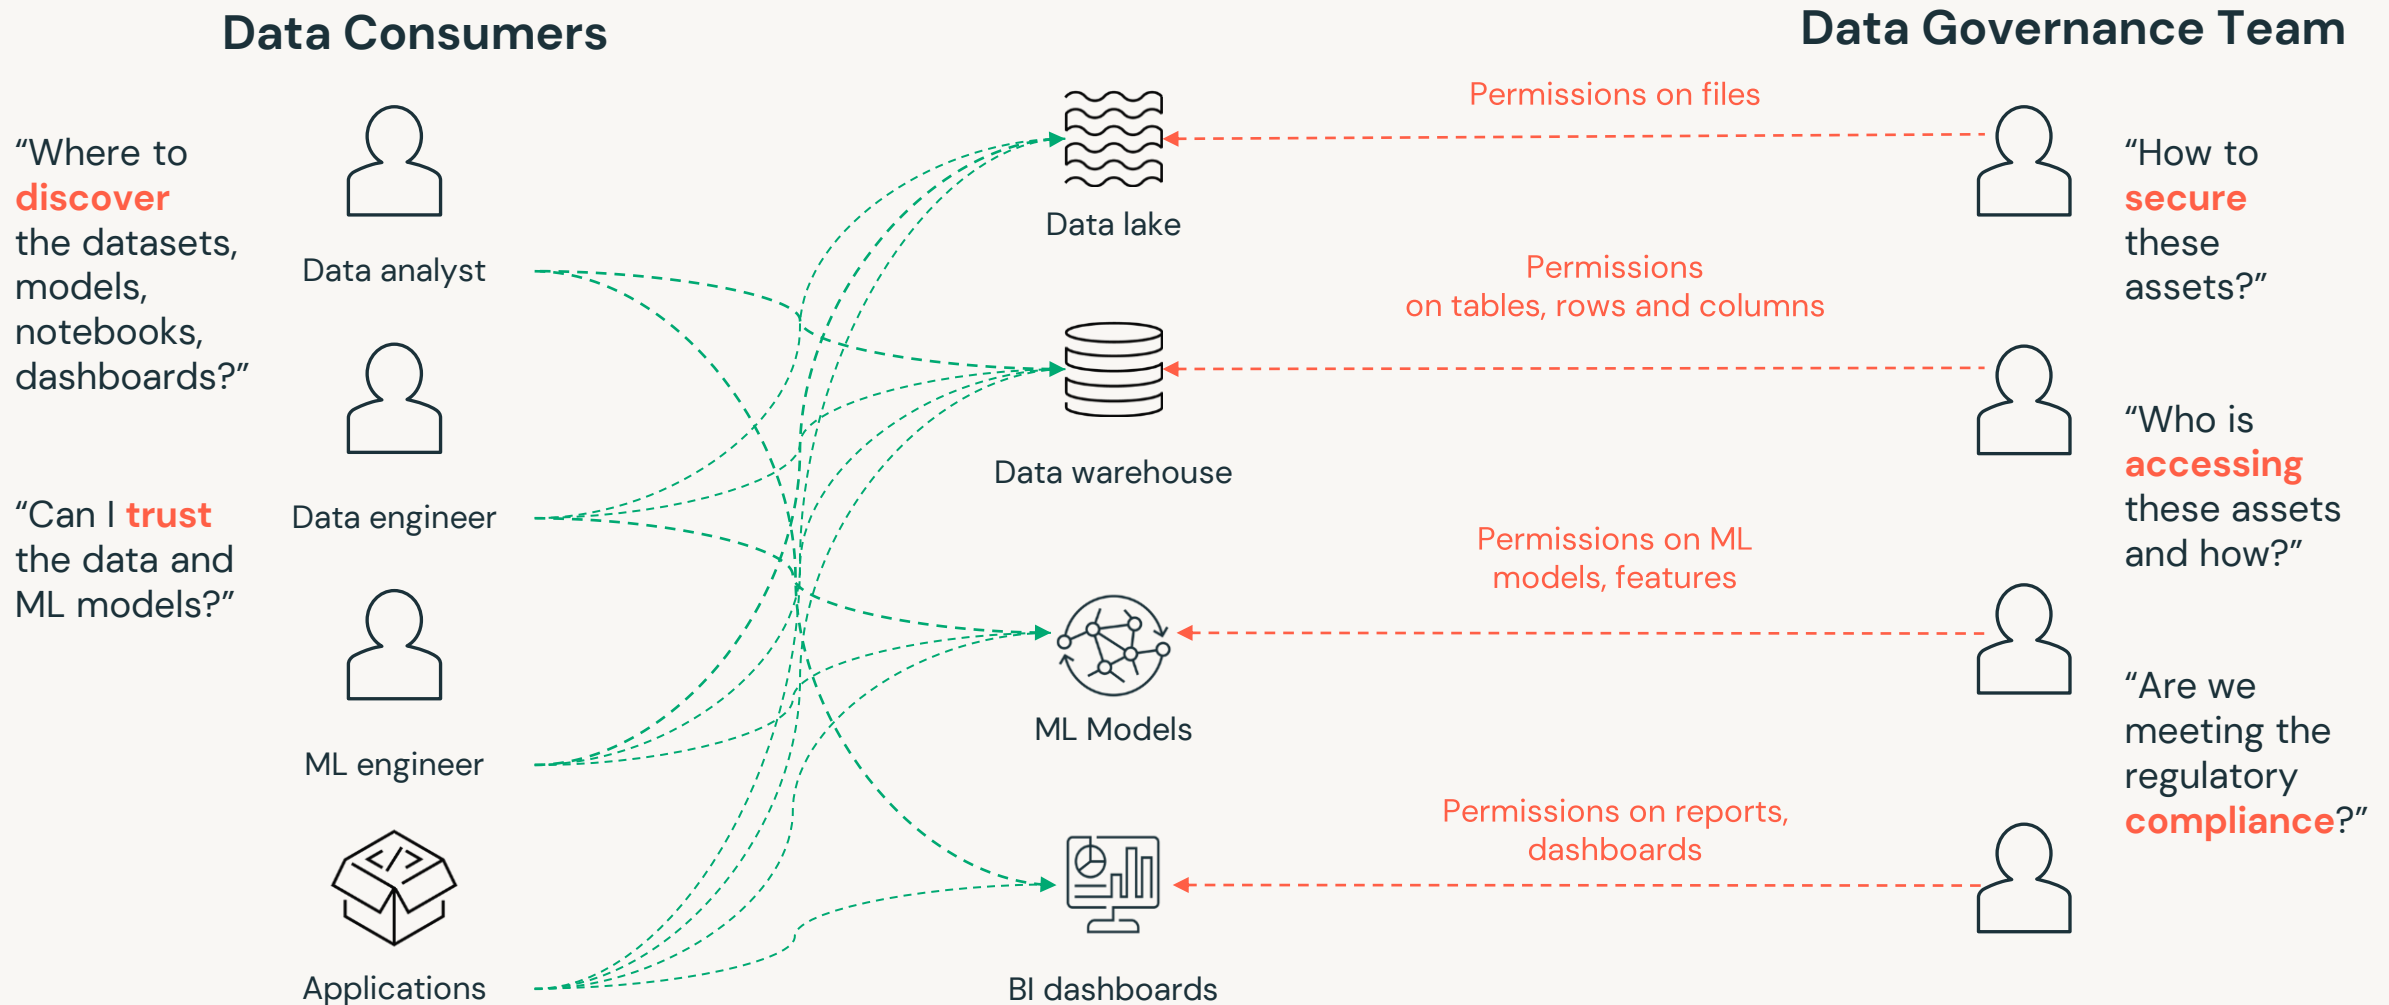 Data Consumers
Data Governance Team
“Where to
discover
the datasets,
models,
notebooks,
dashboards?”
“Can I trust
the data and
ML models?”
Data analyst
Data engineer
ML engineer
Applications
Data lake
Data warehouse
ML Models
BI dashboards
Permissions on files
Permissions
on tables, rows and columns
Permissions on ML
models, features
Permissions on reports,
dashboards
“How to
secure
these
assets?”
“Who is
accessing
these assets
and how?”
“Are we
meeting the
regulatory
compliance?”